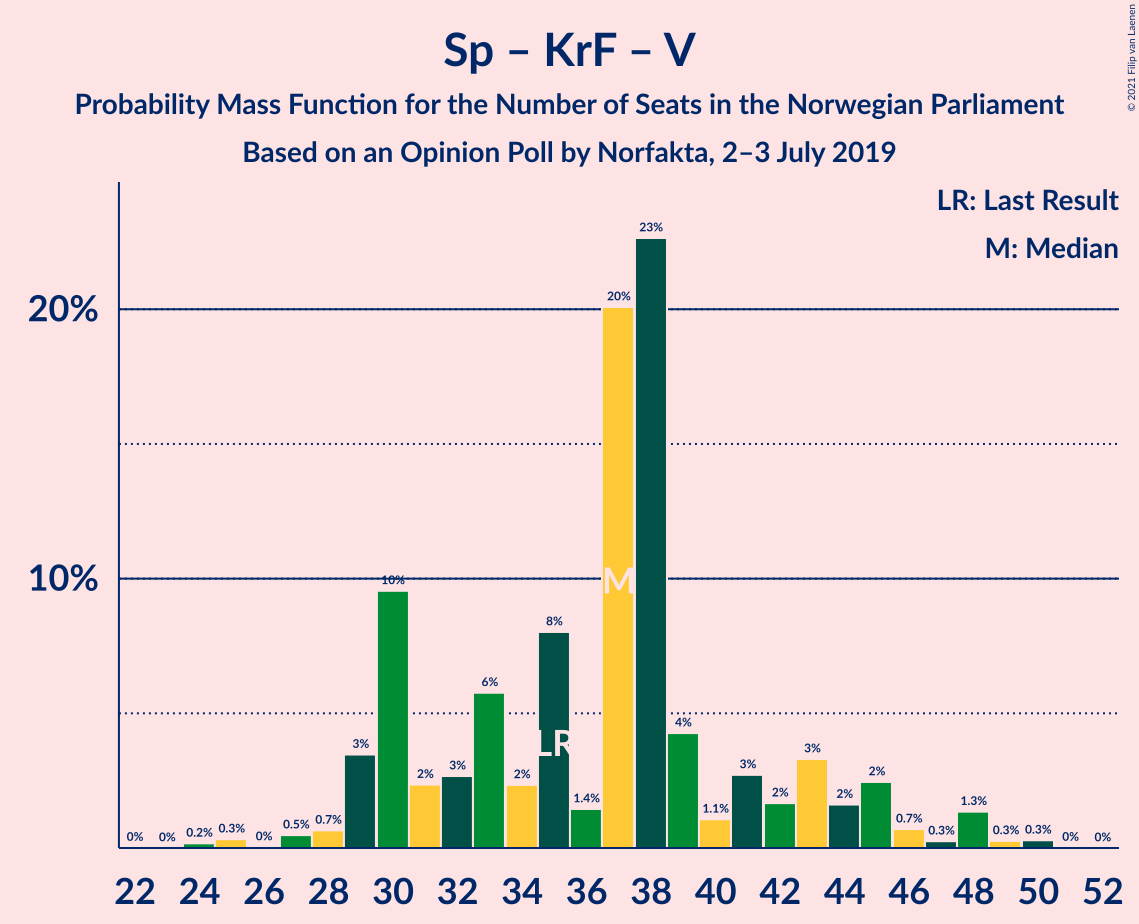 Sp – KrF – V
Probability Mass Function for the Number of Seats in the Norwegian Parliament
Based on an Opinion Poll by Norfakta, 2–3 July 2019
© 2021 Filip van Laenen
LR: Last Result
M: Median
20%
10%
0% 0% 0.2% 0.3% 0% 0.5% 0.7% 3% 10% 2% 3% 6% 2% 8% 1.4% 20% 23% 4% 1.1% 3% 2% 3% 2% 2% 0.7% 0.3% 1.3% 0.3% 0.3% 0% 0%
M
LR
22 24 26 28 30 32 34 36 38 40 42 44 46 48 50 52